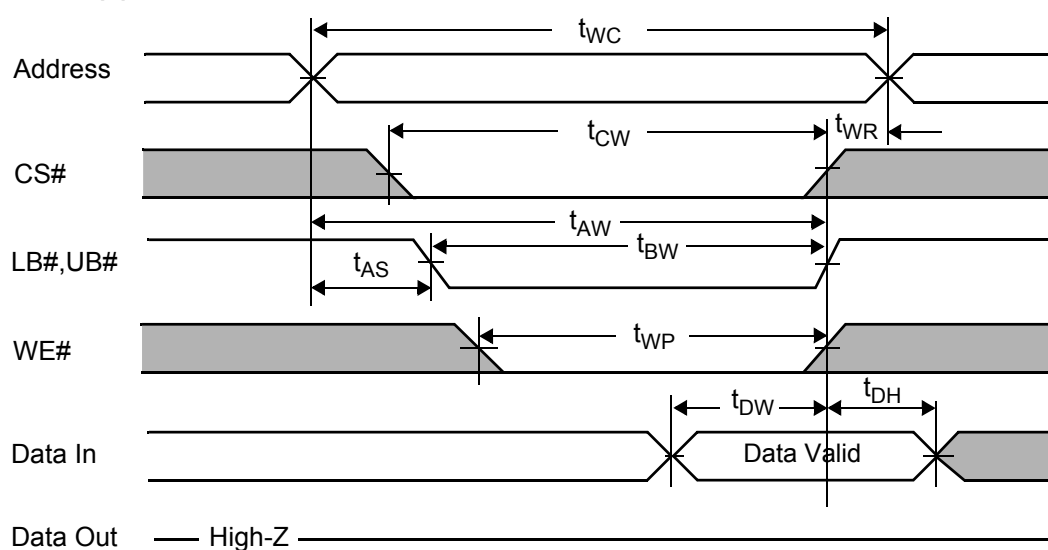 tWC
Address
tCW
tWR
CS#
tAW
tBW
LB#,UB#
tAS
tWP
WE#
tDW
tDH
Data In
Data Valid
Data Out
High-Z